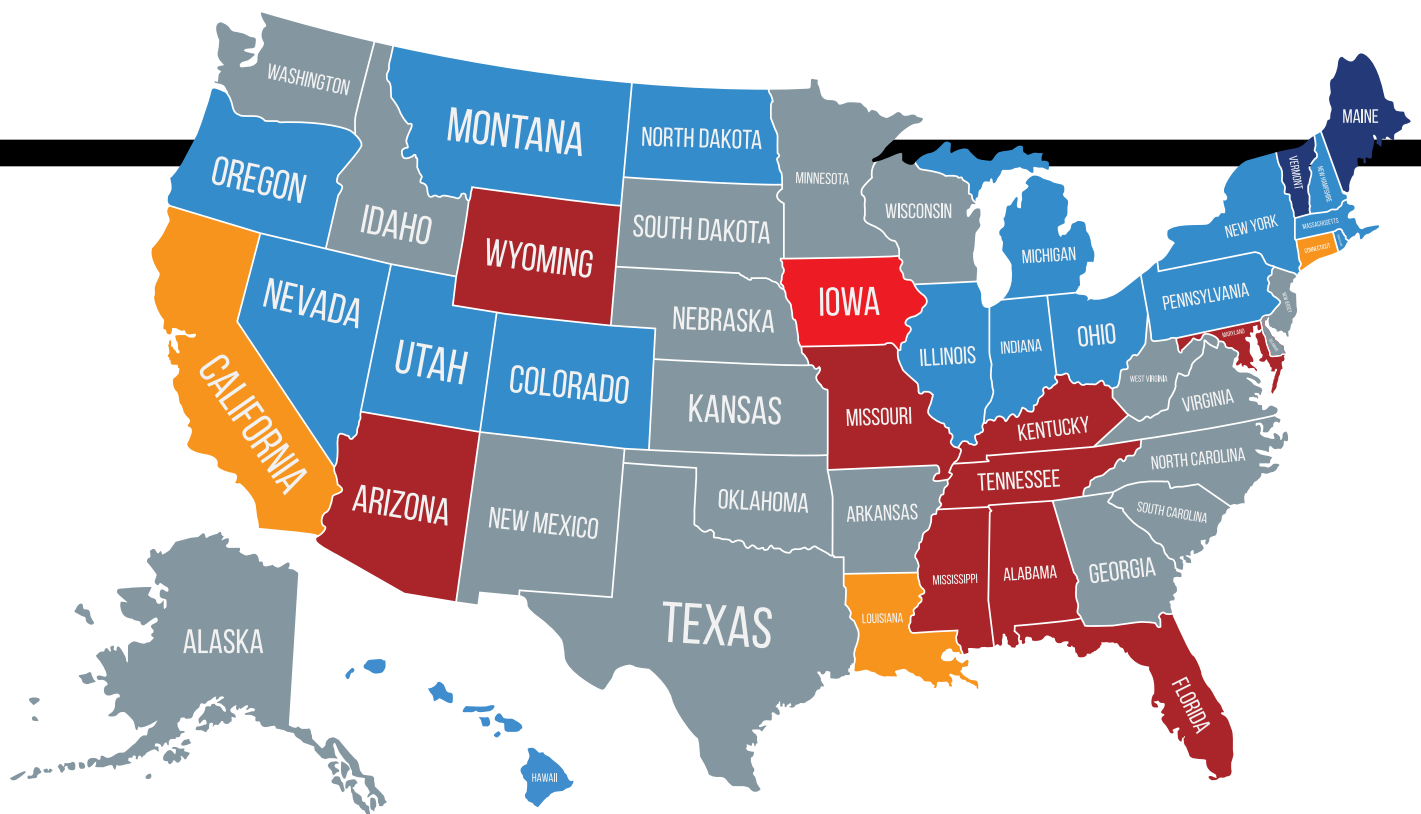 WASHINGTON
MONTANA
NORTH DAKOTA
MINNESOTA
MAINE
OREGON
IDAHO
WYOMING
SOUTH DAKOTA
WISCONSIN
MICHIGAN
NEW YORK
VERMONT
NEW HAMPSHIRE
MASSACHUSETTS
CONNECTICUT
NEVADA
UTAH
COLORADO
NEBRASKA
IOWA
ILLINOIS
INDIANA
OHIO
PENNSYLVANIA
NEW JERSEY
MARYLAND
CALIFORNIA
KANSAS
MISSOURI
KENTUCKY
WEST VIRGINIA
VIRGINIA
ARIZONA
NEW MEXICO
OKLAHOMA
ARKANSAS
TENNESSEE
NORTH CAROLINA
SOUTH CAROLINA
TEXAS
LOUISIANA
MISSISSIPPI
ALABAMA
GEORGIA
FLORIDA
ALASKA
HAWAII